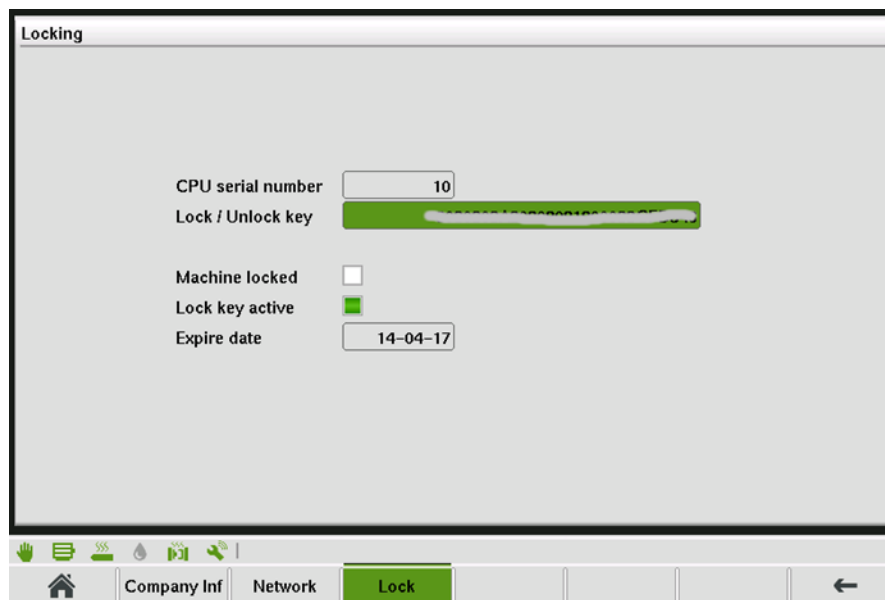 Locking
CPU serial number 10
Lock / Unlock key
Machine locked
Lock key active
Expire date 14-04-17
Company Inf Network Lock